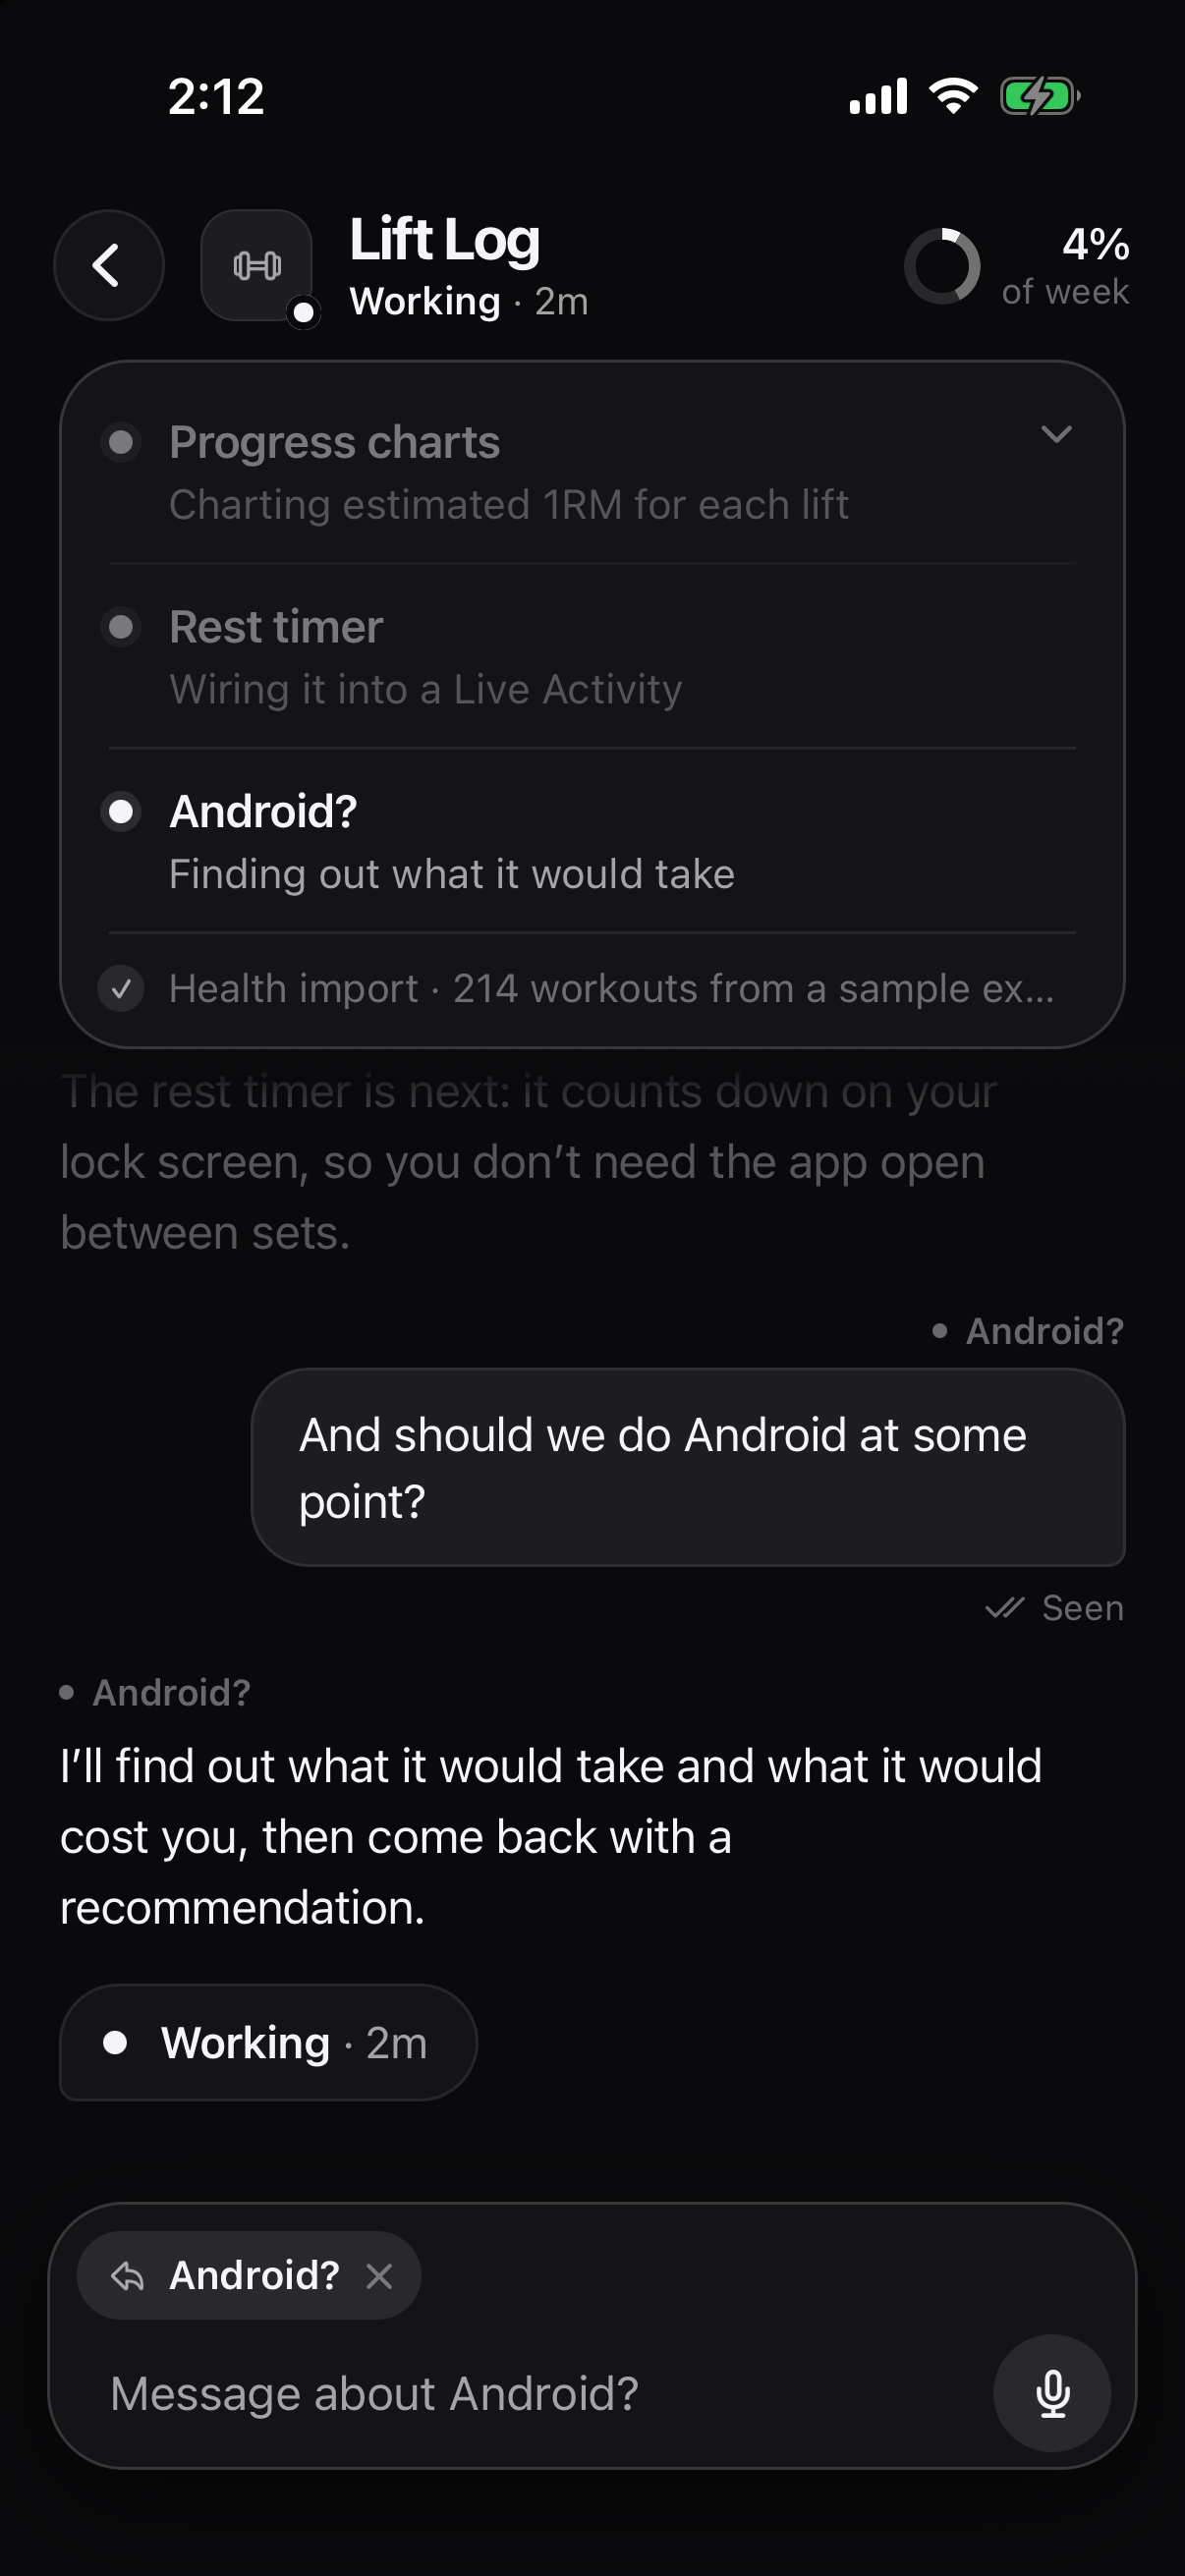 2:12
Lift Log
Working · 2m
4%
of week
Progress charts
Charting estimated 1RM for each lift
Rest timer
Wiring it into a Live Activity
Android?
Finding out what it would take
Health import · 214 workouts from a sample ex...
The rest timer is next: it counts down on your
lock screen, so you don’t need the app open
between sets.
Android?
And should we do Android at some
point?
Seen
Android?
I’ll find out what it would take and what it would
cost you, then come back with a
recommendation.
Working · 2m
Android?
Message about Android?